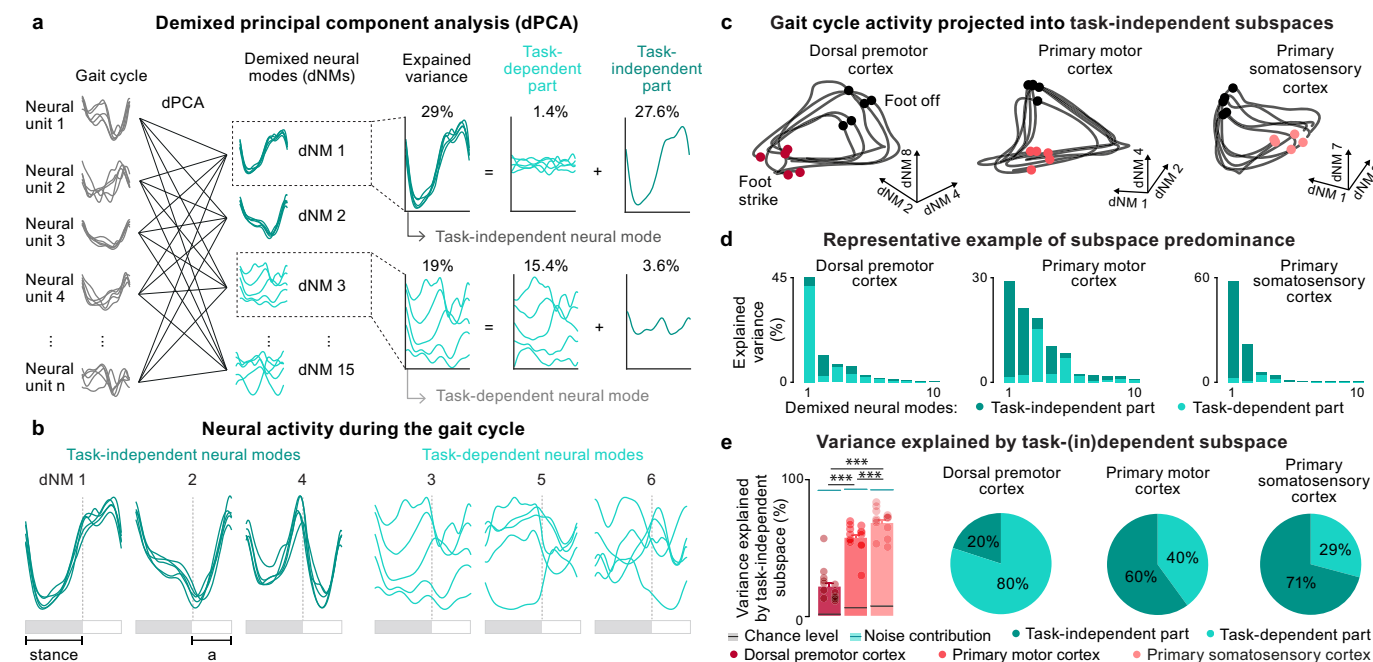 a
Demixed principal component analysis (dPCA)
Gait cycle
dPCA
Demixed neural
modes (dNMs)
Expained
variance
Task-
dependent
part
Task-
independent
part
Neural
unit 1
Neural
unit 2
Neural
unit 3
Neural
unit 4
⋮
Neural
unit n
⋮
dNM 1
dNM 2
dNM 3
⋮
⋮
dNM 15
29%
1.4%
27.6%
=
+
Task-independent neural mode
19%
15.4%
3.6%
=
+
Task-dependent neural mode
b
Neural activity during the gait cycle
Task-independent neural modes
Task-dependent neural modes
dNM 1
2
4
3
5
6
stance
a
c
Gait cycle activity projected into task-independent subspaces
Dorsal premotor
cortex
Primary motor
cortex
Primary
somatosensory
cortex
Foot off
Foot
strike
dNM 8
dNM 2
dNM 4
dNM 4
dNM 2
dNM 1
dNM 7
dNM 1
d
Representative example of subspace predominance
Dorsal premotor
cortex
Primary motor
cortex
Primary
somatosensory
cortex
Explained
variance
(%)
45
0
1
10
30
0
1
10
60
0
1
10
Demixed neural modes:
Task-independent part
Task-dependent part
e
Variance explained by task-(in)dependent subspace
Variance explained
by task-independent
subspace (%)
100
0
***
***
***
Dorsal premotor
cortex
Primary motor
cortex
Primary
somatosensory
cortex
20%
80%
40%
60%
29%
71%
Chance level
Noise contribution
Task-independent part
Task-dependent part
Dorsal premotor cortex
Primary motor cortex
Primary somatosensory cortex